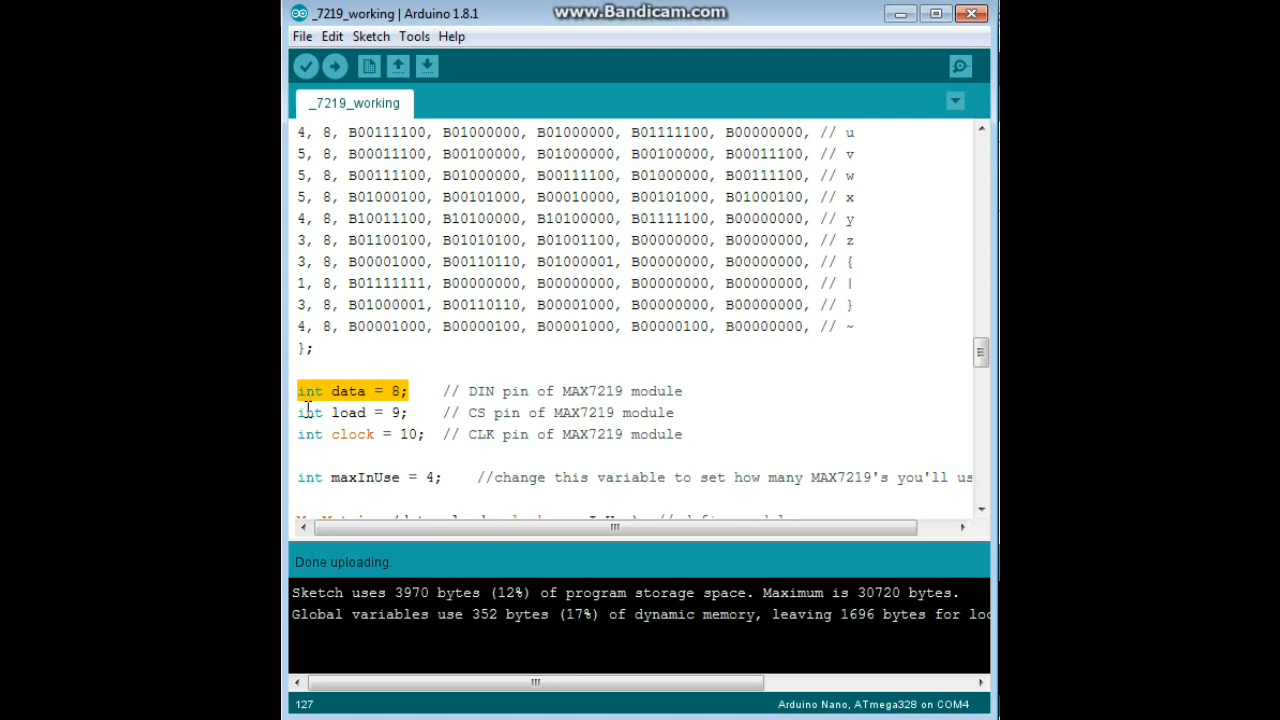 www.Bandicam.com
_7219_working | Arduino 1.8.1
File Edit Sketch Tools Help
_7219_working
4, 8, B00111100, B01000000, B01000000, B01111100, B00000000, // u
5, 8, B00011100, B00100000, B01000000, B00100000, B00011100, // v
5, 8, B00111100, B01000000, B00111100, B01000000, B00111100, // w
5, 8, B01000100, B00101000, B00010000, B00101000, B01000100, // x
4, 8, B10011100, B10100000, B10100000, B01111100, B00000000, // y
3, 8, B01100100, B01010100, B01001100, B00000000, B00000000, // z
3, 8, B00001000, B00110110, B01000001, B00000000, B00000000, // {
1, 8, B01111111, B00000000, B00000000, B00000000, B00000000, // |
3, 8, B01000001, B00110110, B00001000, B00000000, B00000000, // }
4, 8, B00001000, B00000100, B00001000, B00000100, B00000000, // ~
};
int data = 8; // DIN pin of MAX7219 module
int load = 9; // CS pin of MAX7219 module
int clock = 10; // CLK pin of MAX7219 module
int maxInUse = 4; //change this variable to set how many MAX7219's you'll us
Done uploading.
Sketch uses 3970 bytes (12%) of program storage space. Maximum is 30720 bytes.
Global variables use 352 bytes (17%) of dynamic memory, leaving 1696 bytes for loc
127
Arduino Nano, ATmega328 on COM4